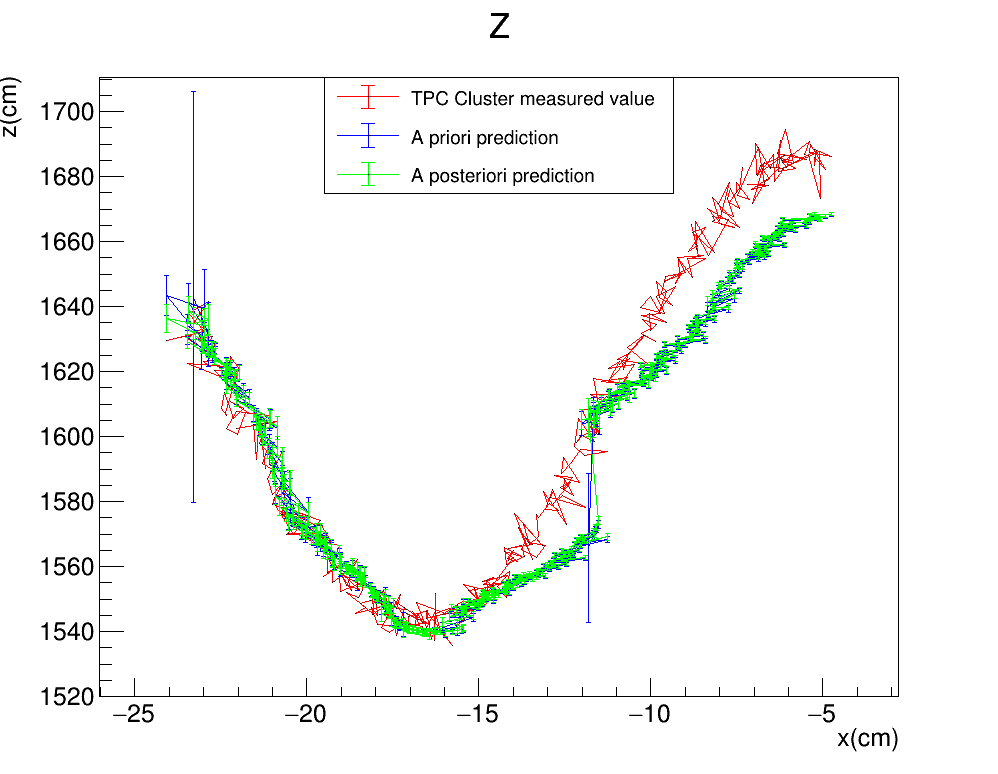 Z
z(cm)
TPC Cluster measured value
A priori prediction
A posteriori prediction
1700
1680
1660
1640
1620
1600
1580
1560
1540
1520
−25 −20 −15 −10 −5
x(cm)